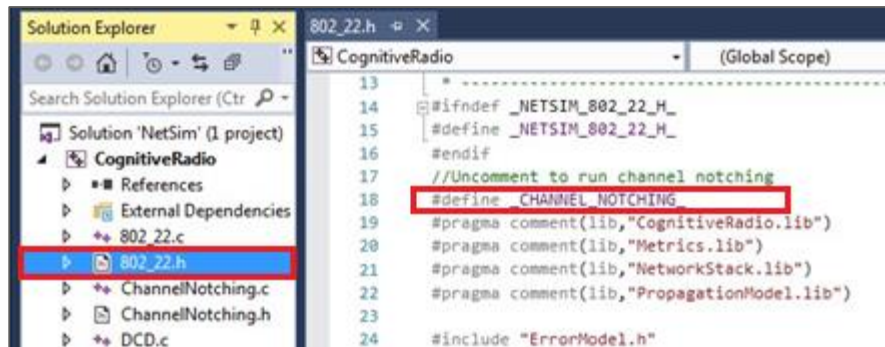 Solution Explorer
Search Solution Explorer (Ctr
Solution 'NetSim' (1 project)
CognitiveRadio
References
External Dependencies
802_22.c
802_22.h
ChannelNotching.c
ChannelNotching.h
DCD.c
802_22.h
CognitiveRadio
(Global Scope)
13 * --------------------------------------------------------
14 #ifndef _NETSIM_802_22_H_
15 #define _NETSIM_802_22_H_
16 #endif
17 //Uncomment to run channel notching
18 #define _CHANNEL_NOTCHING_
19 #pragma comment(lib,"CognitiveRadio.lib")
20 #pragma comment(lib,"Metrics.lib")
21 #pragma comment(lib,"NetworkStack.lib")
22 #pragma comment(lib,"PropagationModel.lib")
23
24 #include "ErrorModel.h"